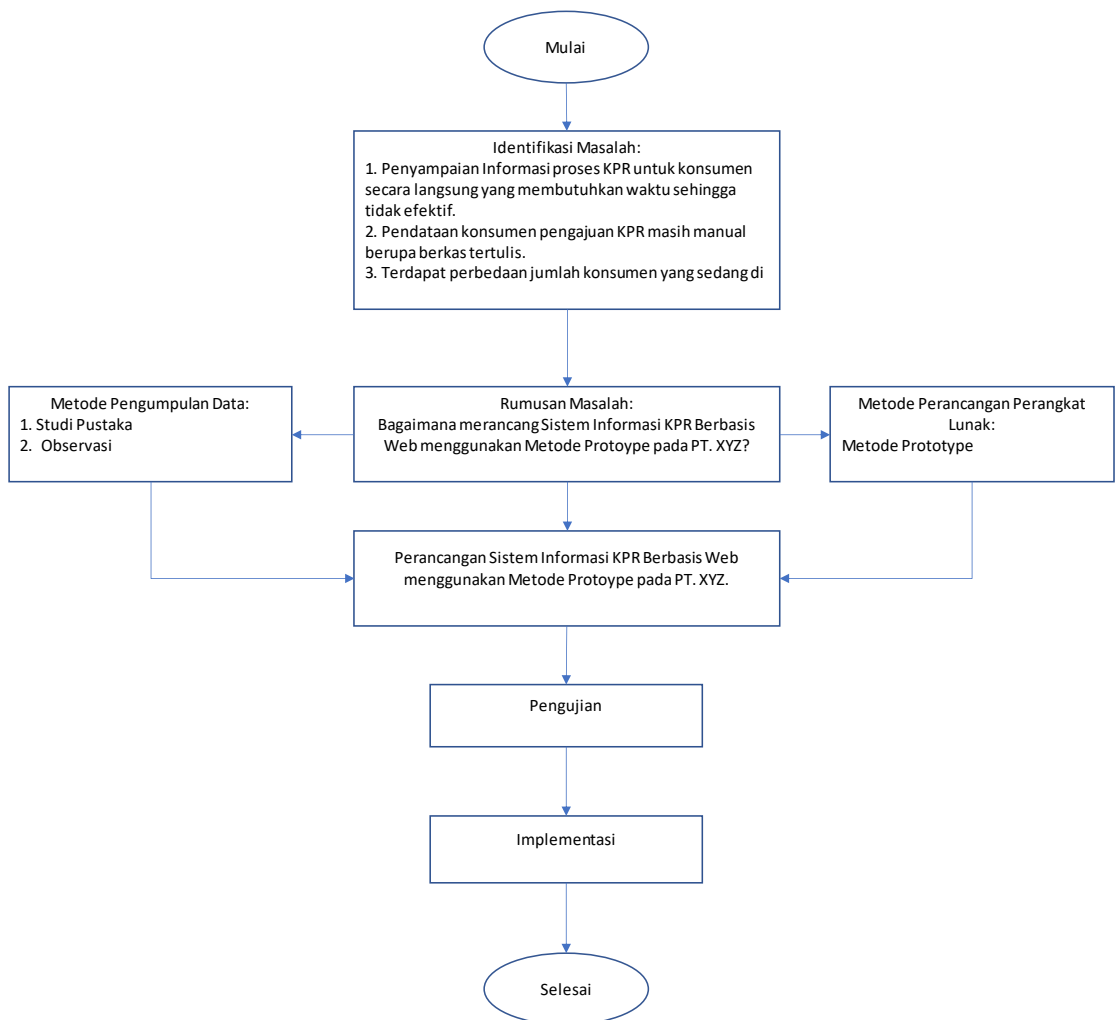 Mulai
Identifikasi Masalah:
1. Penyampaian Informasi proses KPR untuk konsumen
secara langsung yang membutuhkan waktu sehingga
tidak efektif.
2. Pendataan konsumen pengajuan KPR masih manual
berupa berkas tertulis.
3. Terdapat perbedaan jumlah konsumen yang sedang di
Metode Pengumpulan Data:
1. Studi Pustaka
2. Observasi
Rumusan Masalah:
Bagaimana merancang Sistem Informasi KPR Berbasis
Web menggunakan Metode Protoype pada PT. XYZ?
Metode Perancangan Perangkat
Lunak:
Metode Prototype
Perancangan Sistem Informasi KPR Berbasis Web
menggunakan Metode Protoype pada PT. XYZ.
Pengujian
Implementasi
Selesai